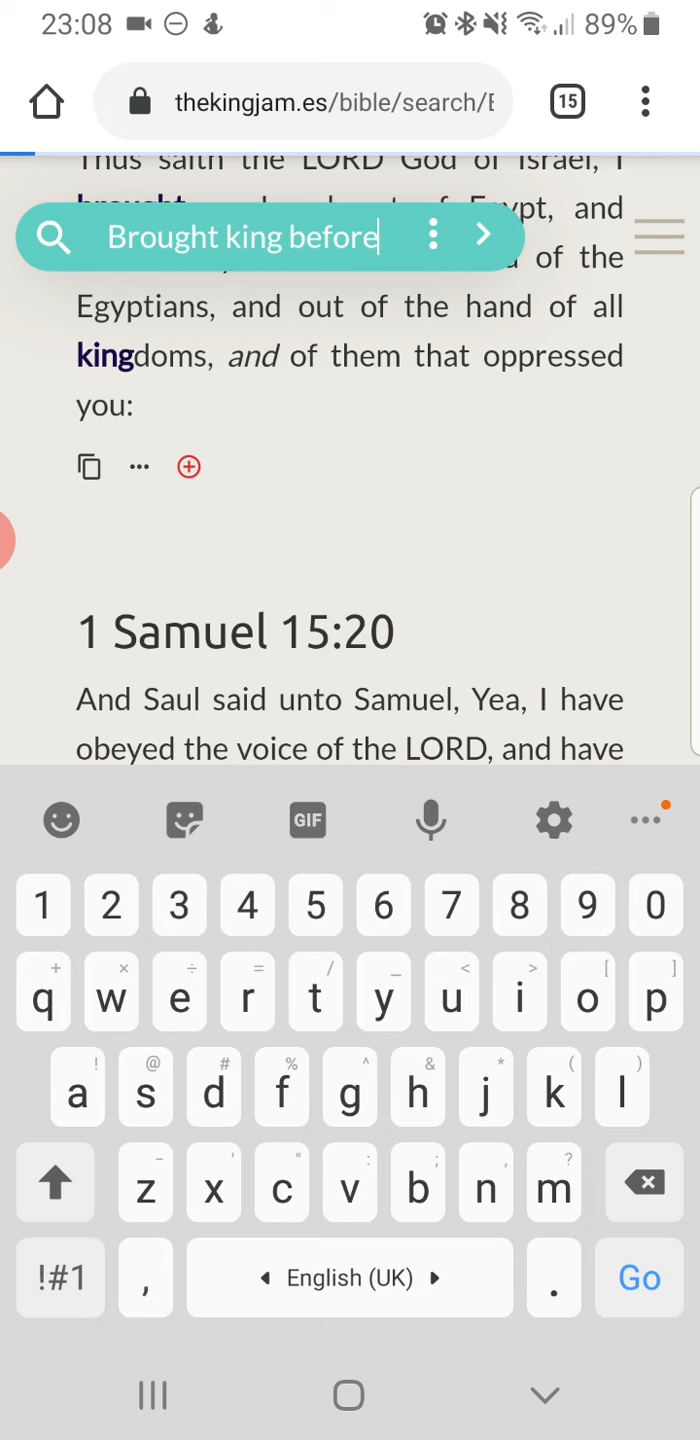 23:08 89%
thekingjam.es/bible/search/
15
Thus saith the LORD God of Israel, I
brought
Egypt, and
Brought king before
of the
Egyptians, and out of the hand of all
kingdoms, and of them that oppressed
you:
1 Samuel 15:20
And Saul said unto Samuel, Yea, I have
obeyed the voice of the LORD, and have
GIF
1 2 3 4 5 6 7 8 9 0
+ × ÷ = / _ < > [ ]
q w e r t y u i o p
! @ # % ^ & * ( )
a s d f g h j k l
- ' " : ; , ?
z x c v b n m
!#1 , English (UK) . Go